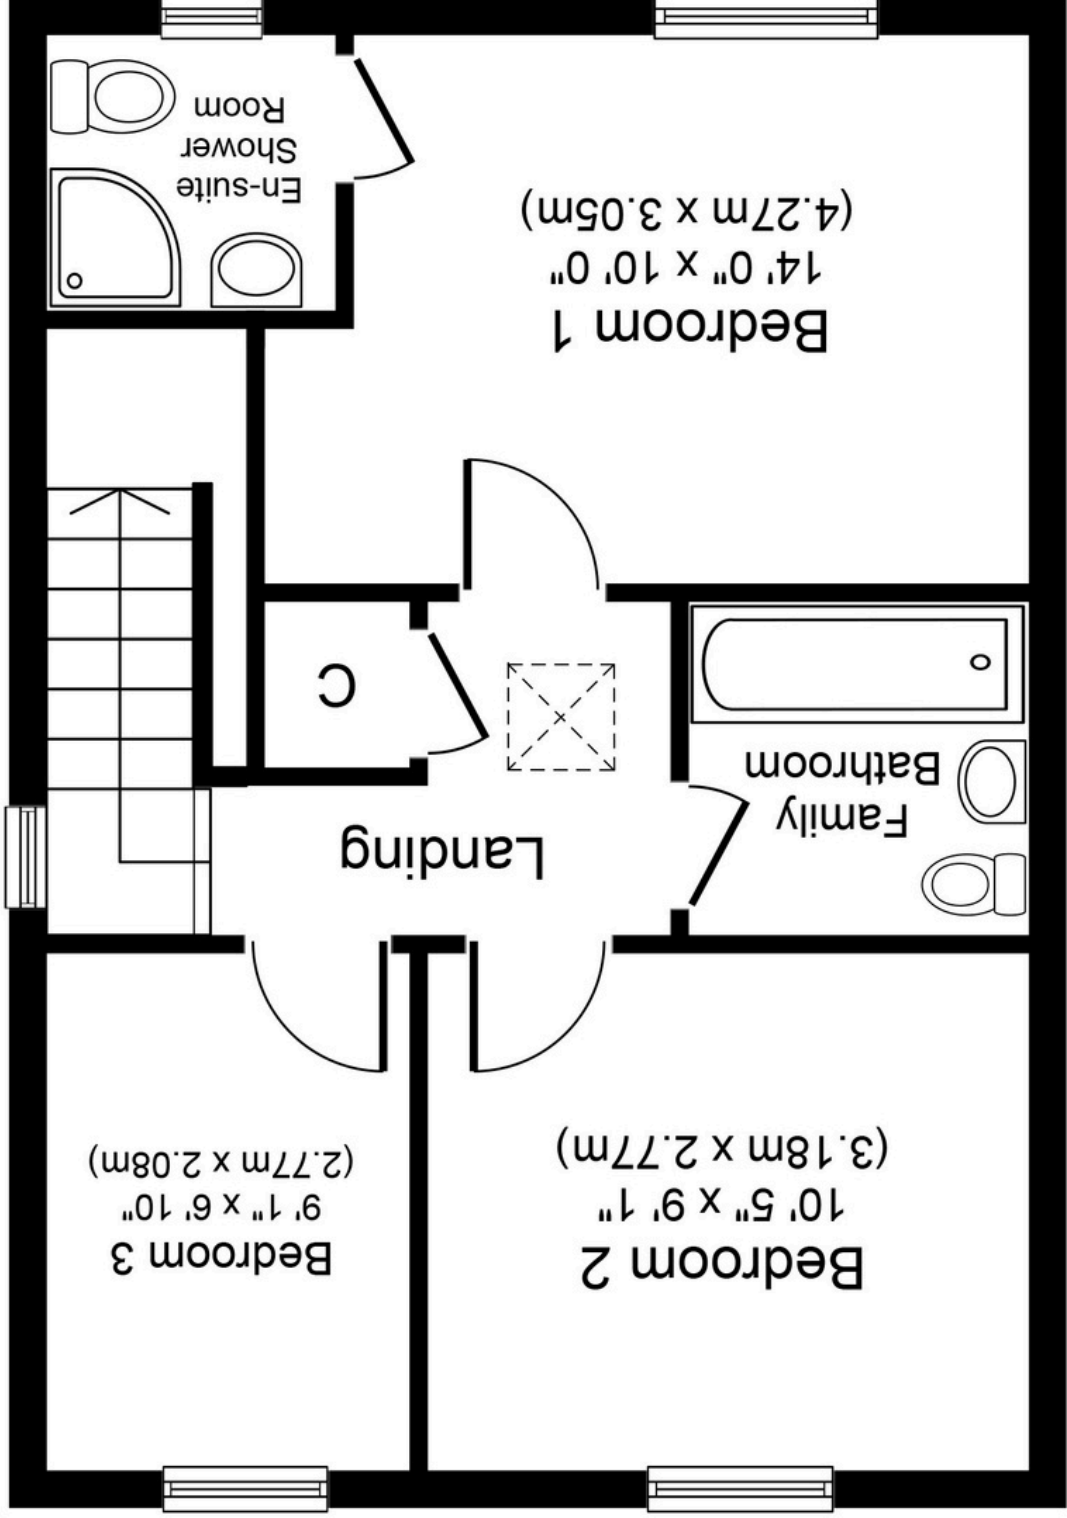 Bedroom 2
10' 5" x 9' 1"
(3.18m x 2.77m)
Bedroom 3
9' 1" x 6' 10"
(2.77m x 2.08m)
Family
Bathroom
Landing
C
Bedroom 1
14' 0" x 10' 0"
(4.27m x 3.05m)
En-suite
Shower
Room